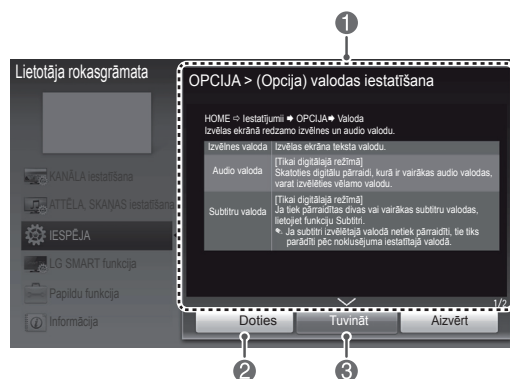 1
Lietotāja rokasgrāmata
OPCIJA > (Opcija) valodas iestatīšana
HOME ⇨ Iestatījumii ➡ OPCIJA➡ Valoda
Izvēlas ekrānā redzamo izvēlnes un audio valodu.
Izvēlnes valoda Izvēlas ekrāna teksta valodu.
Audio valoda
[Tikai digitālajā režīmā]
Skatoties digitālu pārraidi, kurā ir vairākas audio valodas,
varat izvēlēties vēlamo valodu.
Subtitru valoda
[Tikai digitālajā režīmā]
Ja tiek pārraidītas divas vai vairākas subtitru valodas,
lietojiet funkciju Subtitri.
Ja subtitri izvēlētajā valodā netiek pārraidīti, tie tiks
parādīti pēc noklusējuma iestatītajā valodā.
KANĀLA iestatīšana
ATTĒLA, SKAŅAS iestatīšana
IESPĒJA
LG SMART funkcija
Papildu funkcija
Informācija
1/2
Doties
Tuvināt
Aizvērt
2
3